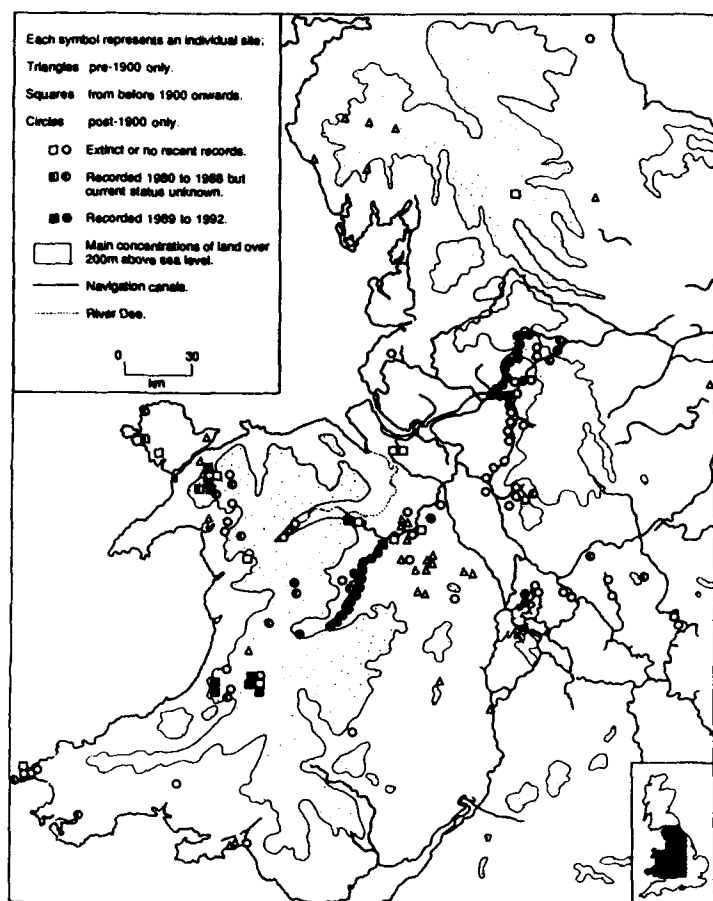 Each symbol represents an individual site;
Triangles pre-1900 only.
Squares from before 1900 onwards.
Circles post-1900 only.
Extinct or no recent records.
Recorded 1980 to 1988 but
current status unknown.
Recorded 1989 to 1992.
Main concentrations of land over
200m above sea level.
Navigation canals.
River Dee.
0 30
km